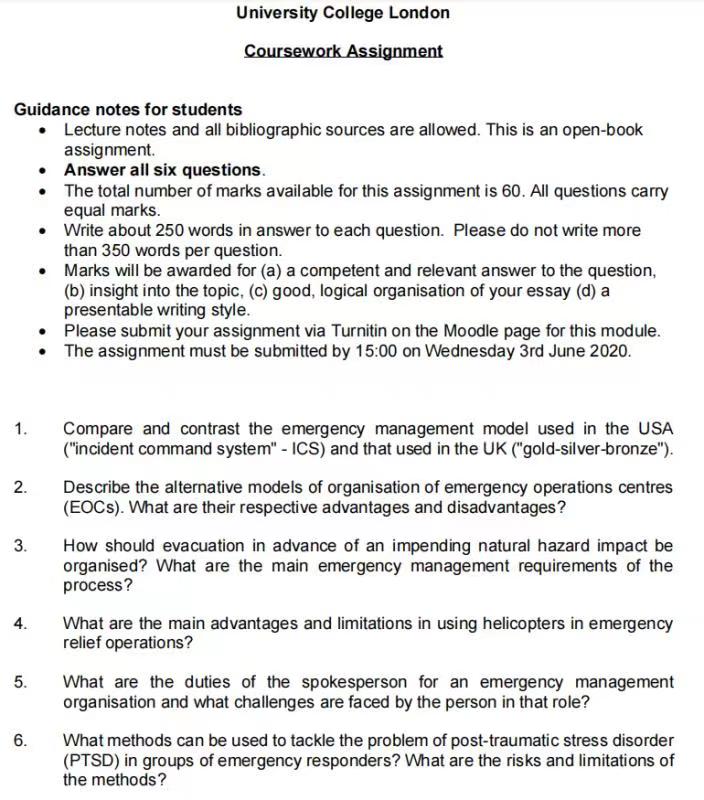 University College London
Coursework Assignment
Guidance notes for students
• Lecture notes and all bibliographic sources are allowed. This is an open-book
assignment.
• Answer all six questions.
• The total number of marks available for this assignment is 60. All questions carry
equal marks.
• Write about 250 words in answer to each question. Please do not write more
than 350 words per question.
• Marks will be awarded for (a) a competent and relevant answer to the question,
(b) insight into the topic, (c) good, logical organisation of your essay (d) a
presentable writing style.
• Please submit your assignment via Turnitin on the Moodle page for this module.
• The assignment must be submitted by 15:00 on Wednesday 3rd June 2020.
1. Compare and contrast the emergency management model used in the USA
("incident command system" - ICS) and that used in the UK ("gold-silver-bronze").
2. Describe the alternative models of organisation of emergency operations centres
(EOCs). What are their respective advantages and disadvantages?
3. How should evacuation in advance of an impending natural hazard impact be
organised? What are the main emergency management requirements of the
process?
4. What are the main advantages and limitations in using helicopters in emergency
relief operations?
5. What are the duties of the spokesperson for an emergency management
organisation and what challenges are faced by the person in that role?
6. What methods can be used to tackle the problem of post-traumatic stress disorder
(PTSD) in groups of emergency responders? What are the risks and limitations of
the methods?